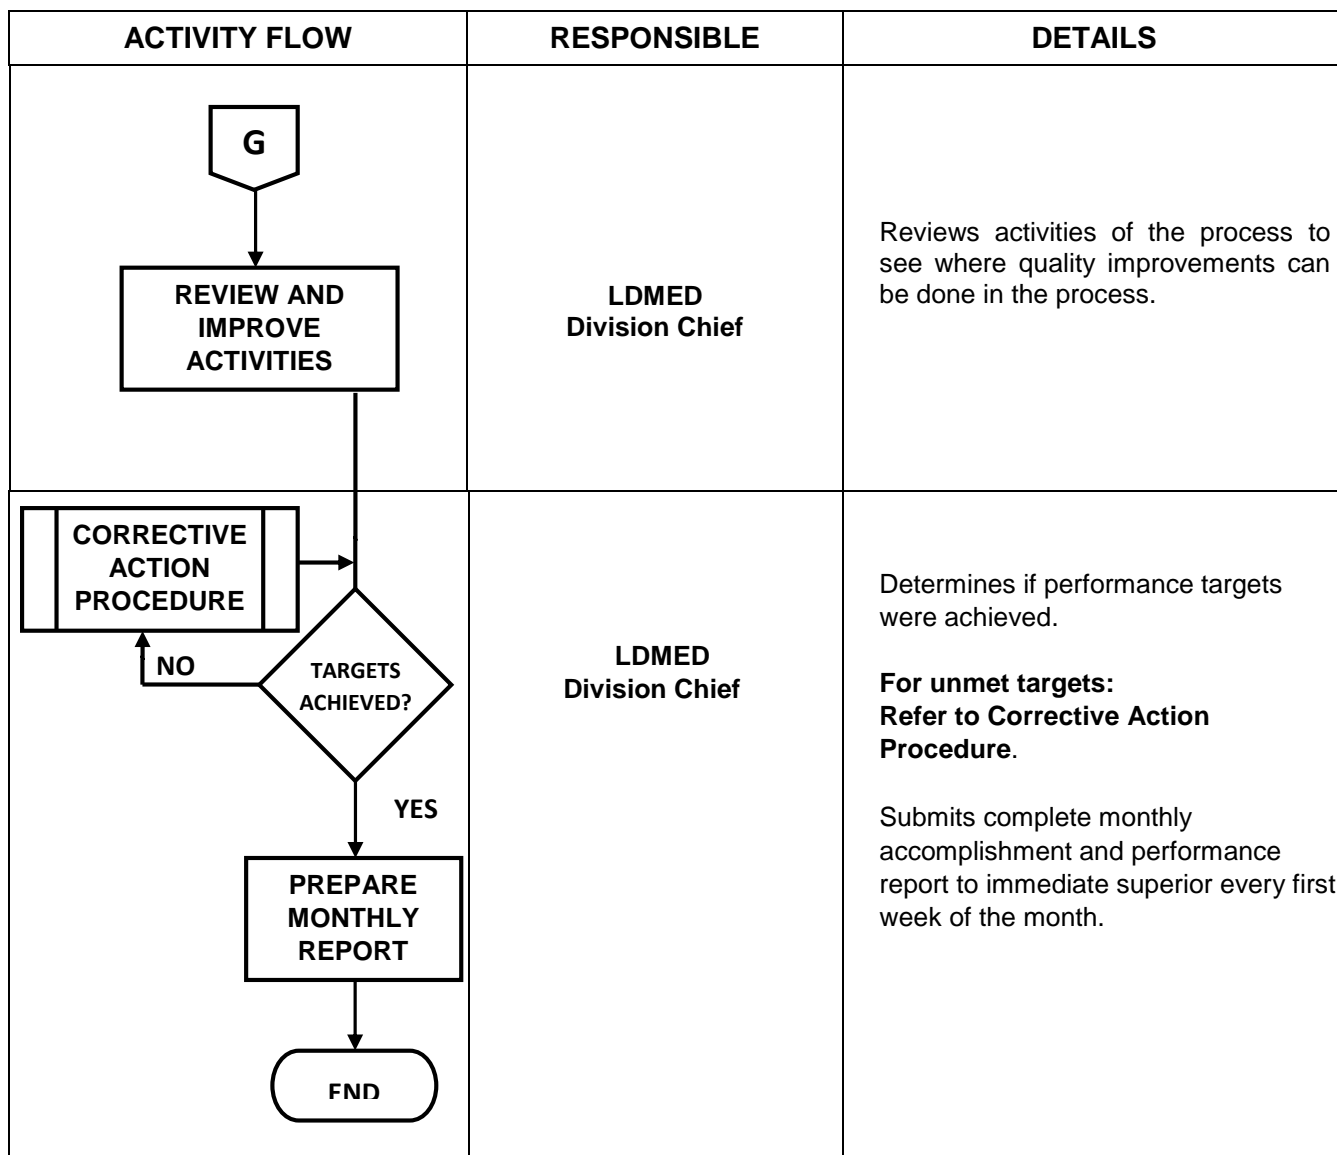 ACTIVITY FLOW
RESPONSIBLE
DETAILS
G
REVIEW AND
IMPROVE
ACTIVITIES
LDMED
Division Chief
Reviews activities of the process to
see where quality improvements can
be done in the process.
CORRECTIVE
ACTION
PROCEDURE
NO
TARGETS
ACHIEVED?
YES
PREPARE
MONTHLY
REPORT
END
LDMED
Division Chief
Determines if performance targets
were achieved.
For unmet targets:
Refer to Corrective Action
Procedure.
Submits complete monthly
accomplishment and performance
report to immediate superior every first
week of the month.